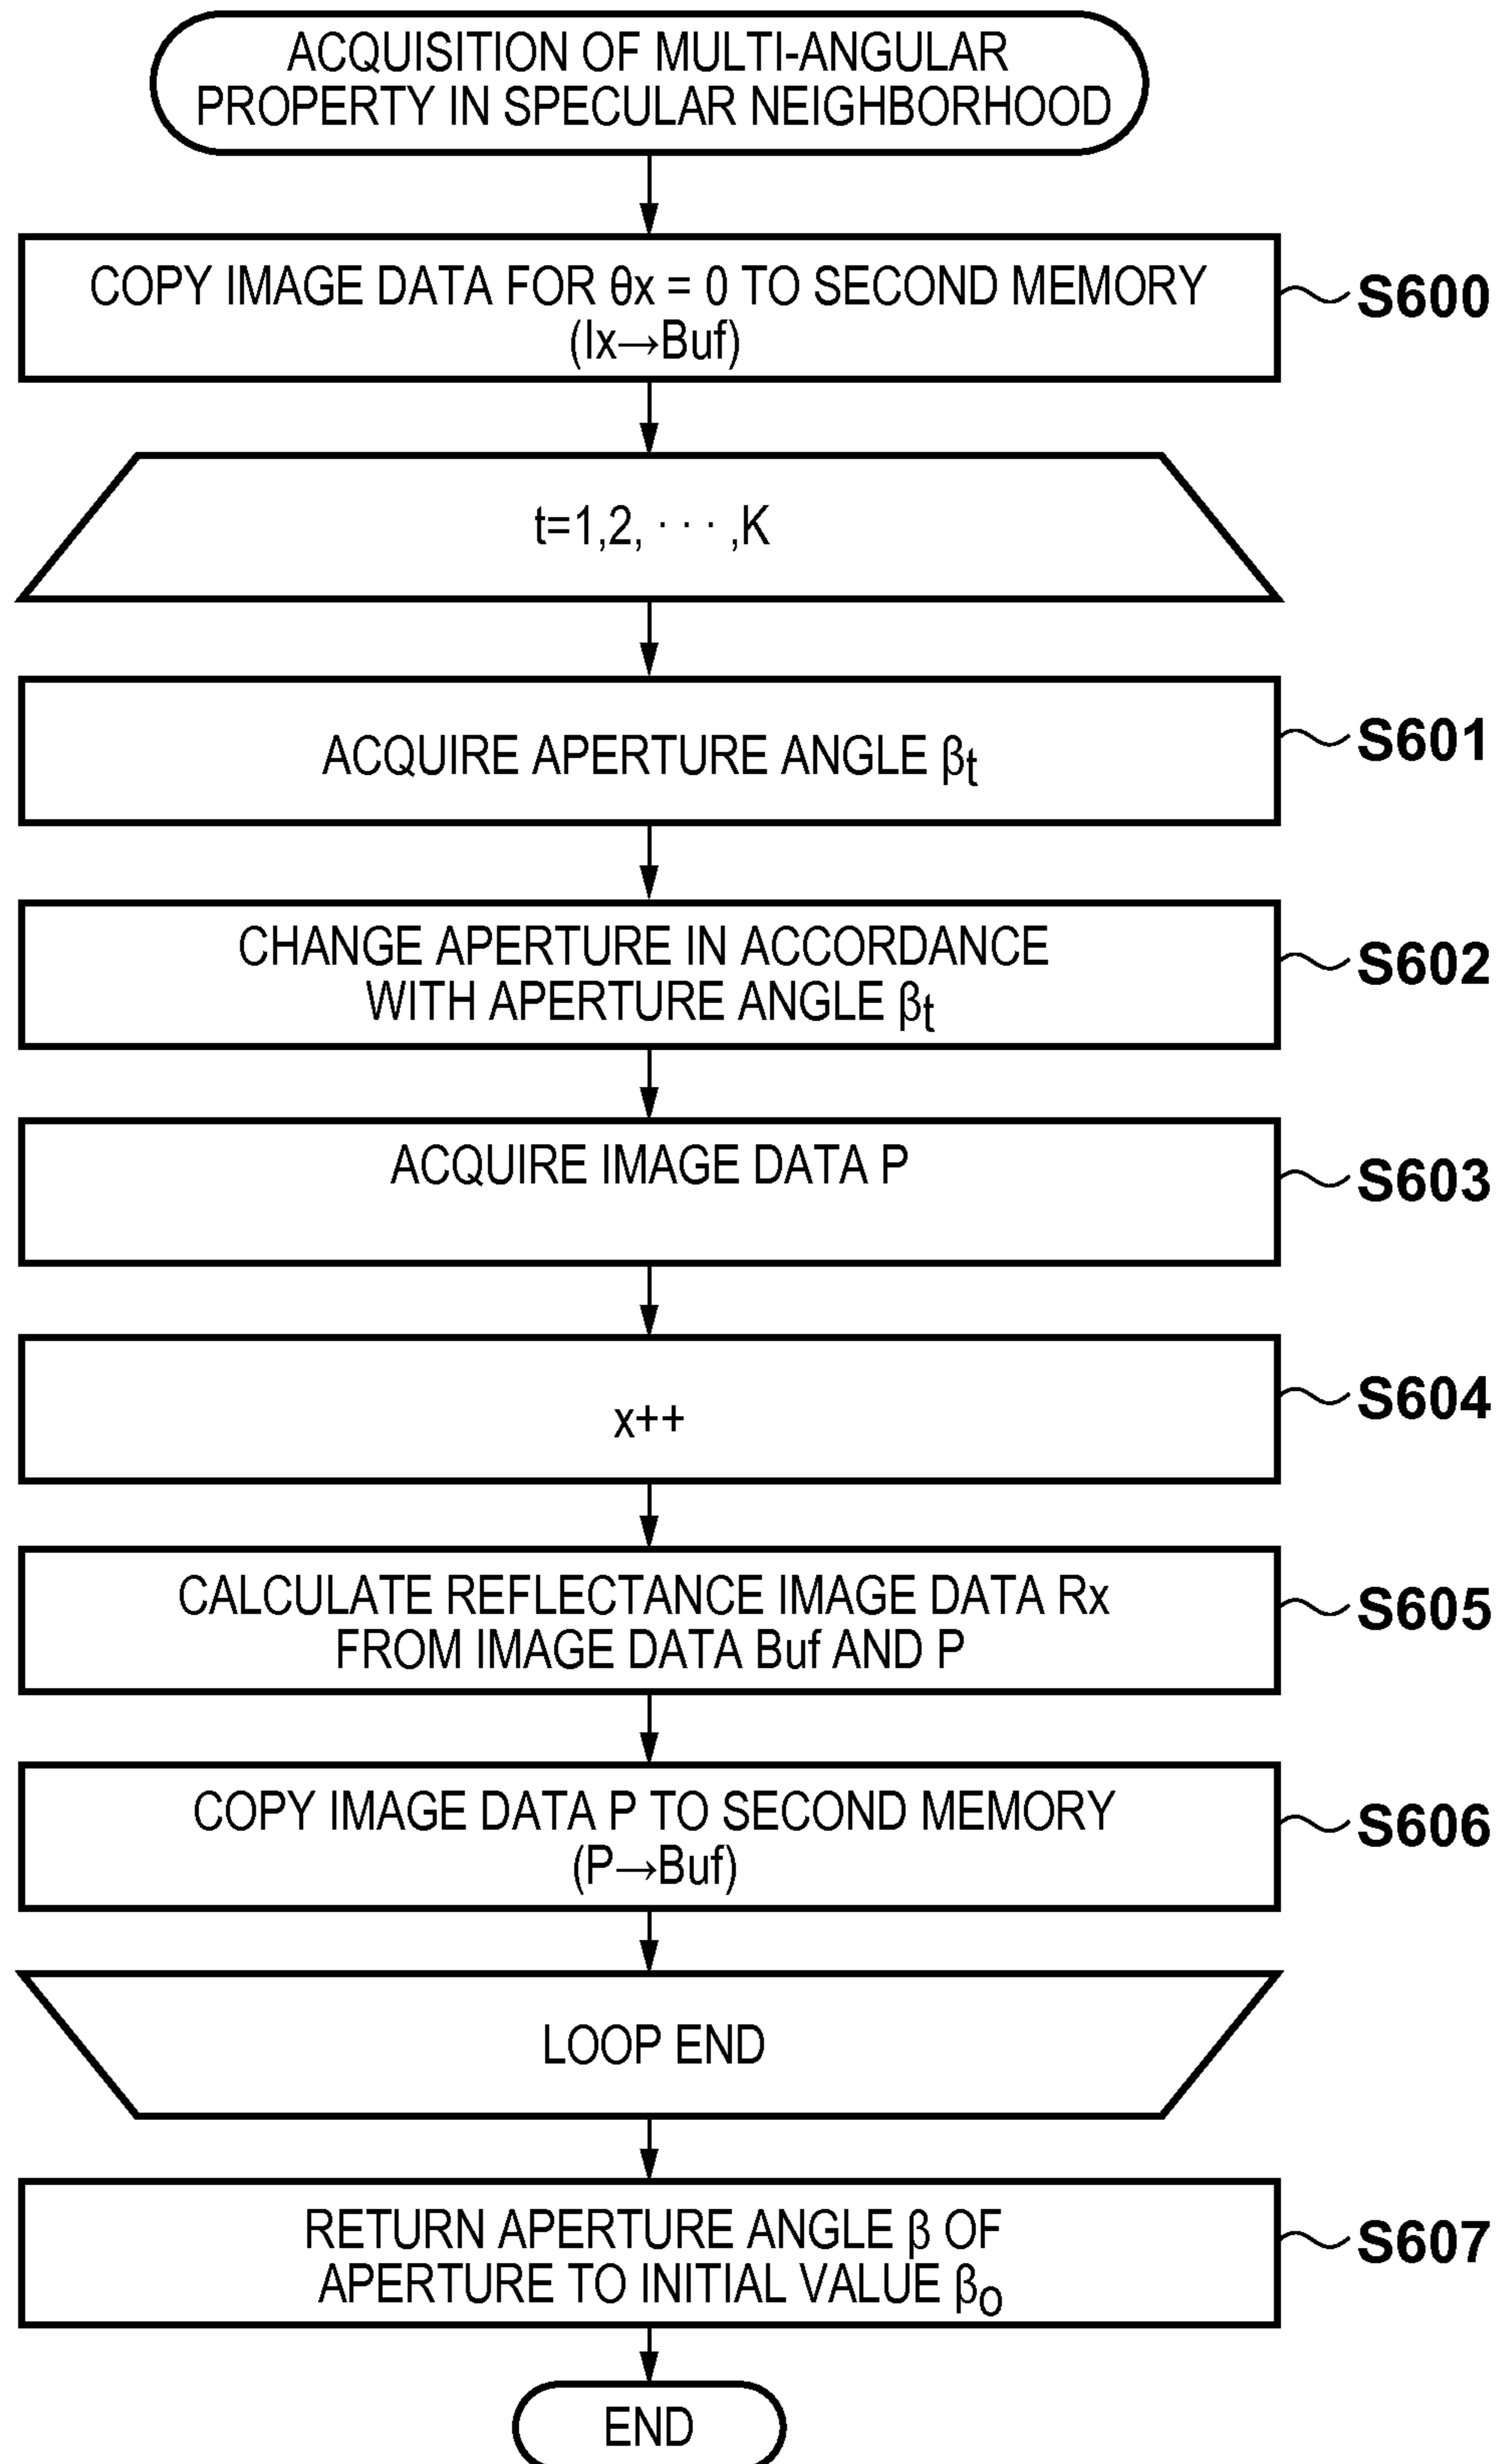 ACQUISITION OF MULTI-ANGULAR
PROPERTY IN SPECULAR NEIGHBORHOOD
COPY IMAGE DATA FOR θx = 0 TO SECOND MEMORY
(Ix→Buf)
S600
t=1,2, · · · ,K
ACQUIRE APERTURE ANGLE βt
S601
CHANGE APERTURE IN ACCORDANCE
WITH APERTURE ANGLE βt
S602
ACQUIRE IMAGE DATA P
S603
x++
S604
CALCULATE REFLECTANCE IMAGE DATA Rx
FROM IMAGE DATA Buf AND P
S605
COPY IMAGE DATA P TO SECOND MEMORY
(P→Buf)
S606
LOOP END
RETURN APERTURE ANGLE β OF
APERTURE TO INITIAL VALUE β0
S607
END